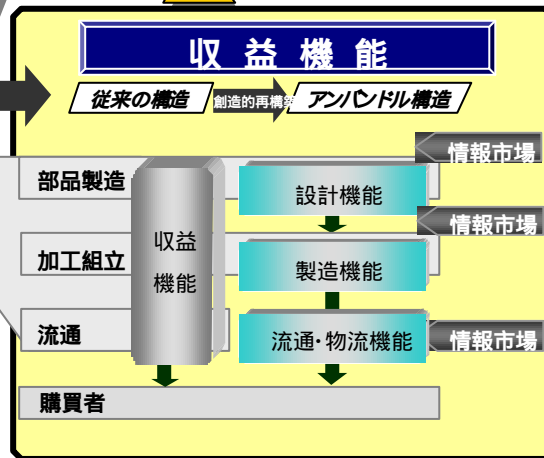 収益機能
従来の構造
創造的再構築
アンバンドル構造
情報市場
部品製造
設計機能
情報市場
収益
機能
加工組立
製造機能
流通
流通・物流機能
情報市場
購買者